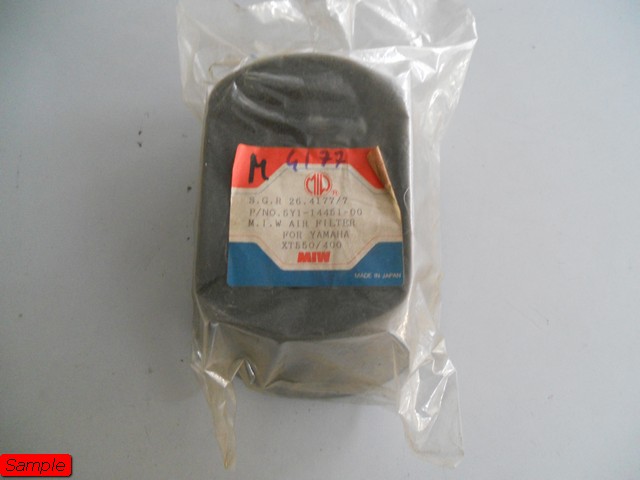 M 4177
MIW R
N.G.R 26.4177/7
P/NO.5Y1-14451-00
M.I.W AIR FILTER
FOR YAMAHA
XT550/400
MIW
MADE IN JAPAN
Sample